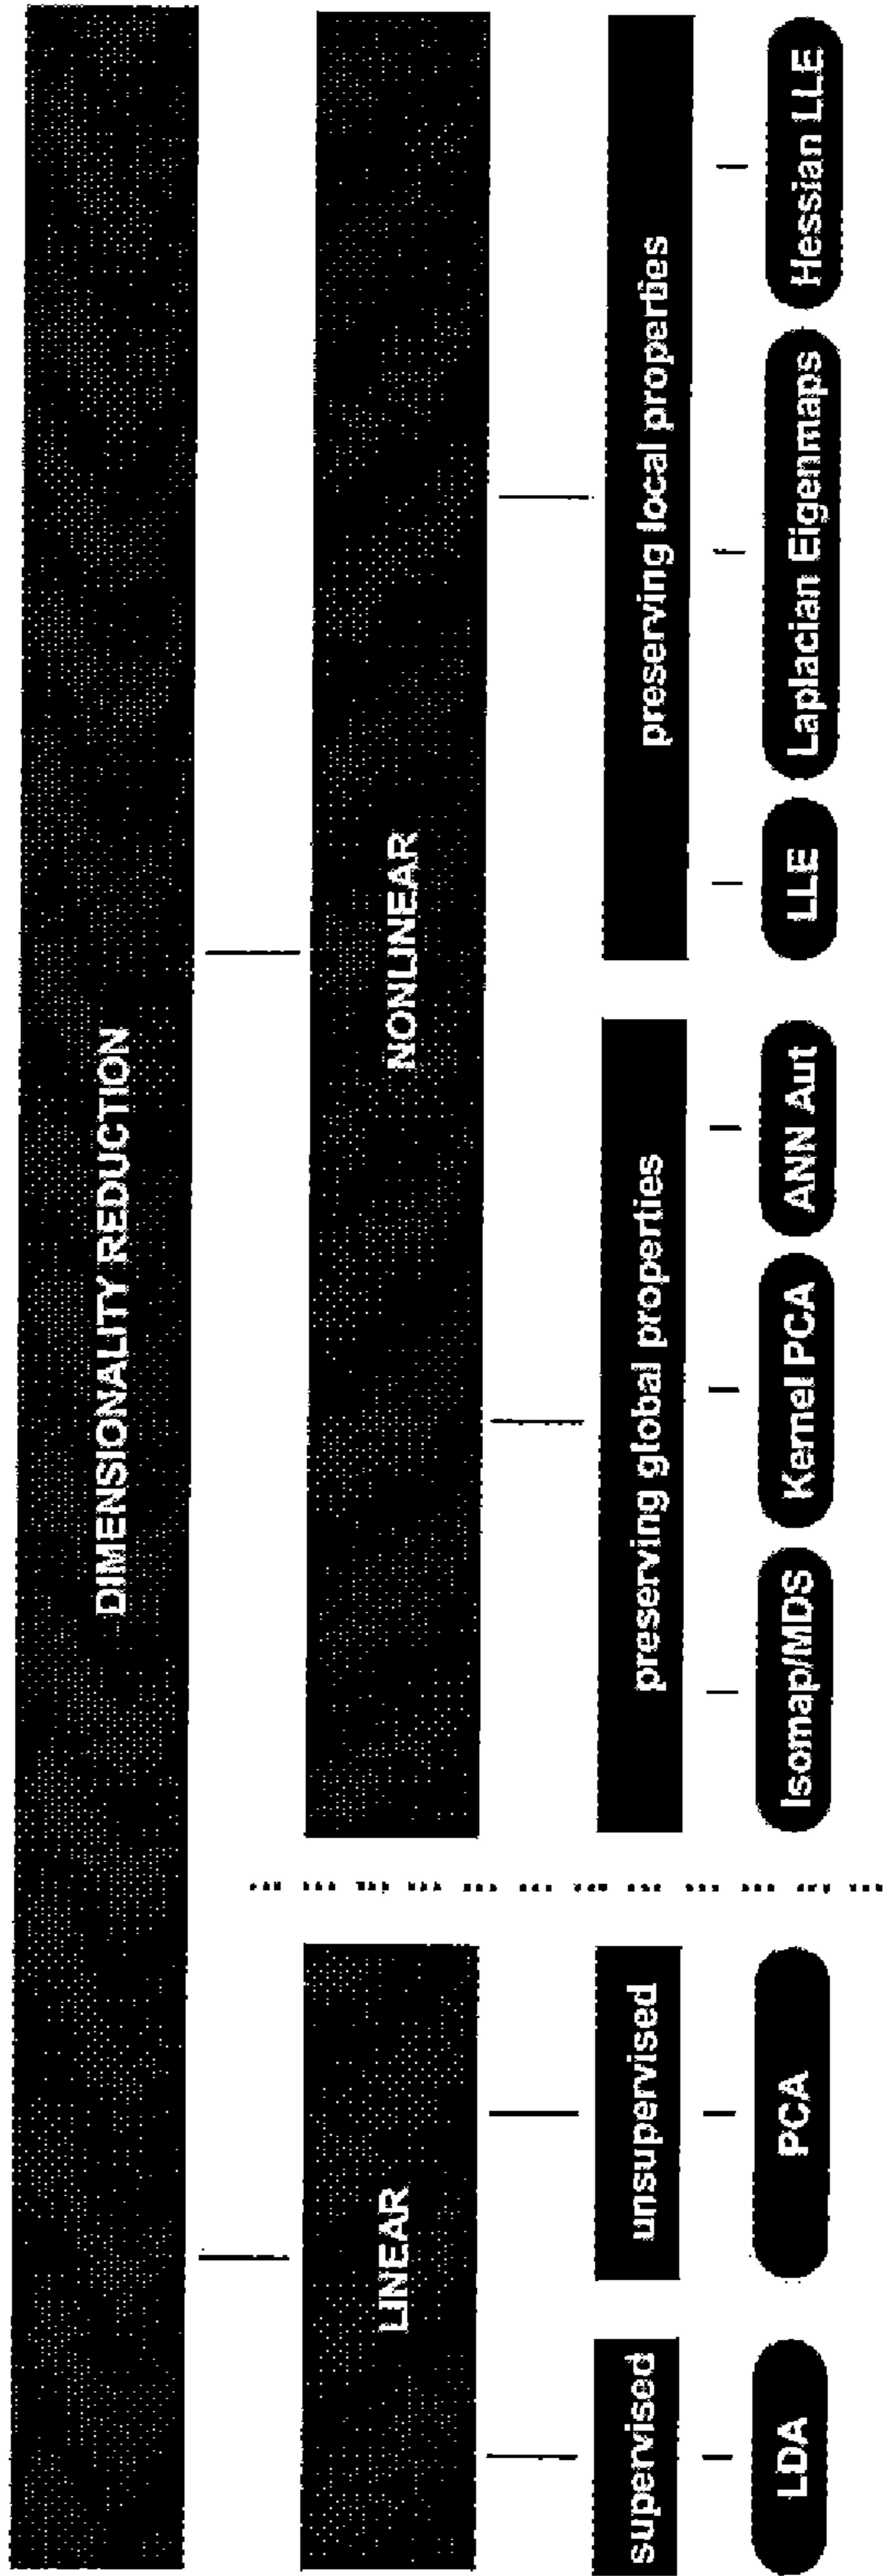 DIMENSIONALITY REDUCTION
LINEAR
NONLINEAR
supervised
unsupervised
preserving global properties
preserving local properties
LDA
PCA
Isomap/MDS
Kernel PCA
ANN Aut
LLE
Laplacian Eigenmaps
Hessian LLE